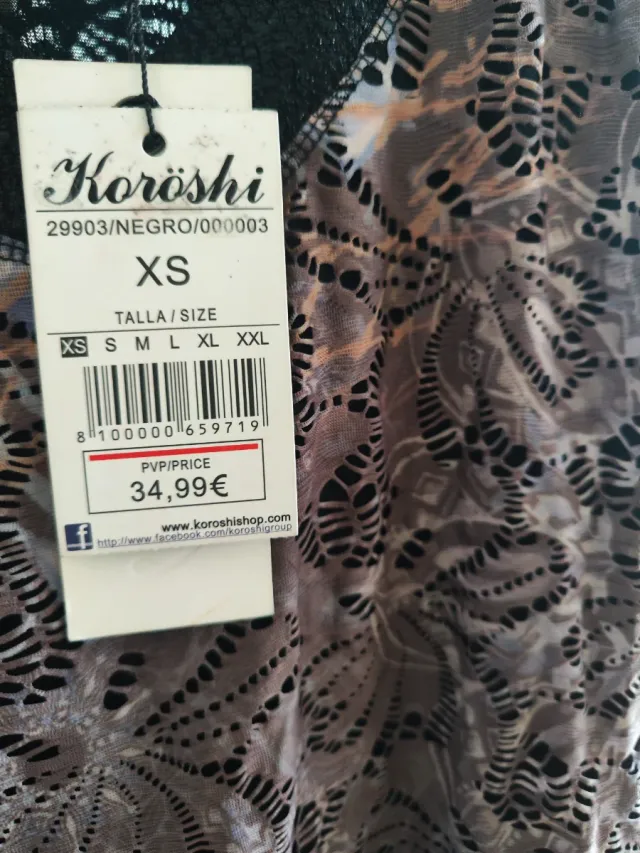 Koröshi
29903/NEGRO/000003
XS
TALLA / SIZE
XS S M L XL XXL
8 100000 659719
PVP/PRICE
34,99€
www.koroshishop.com
f http://www.facebook.com/koroshigroup